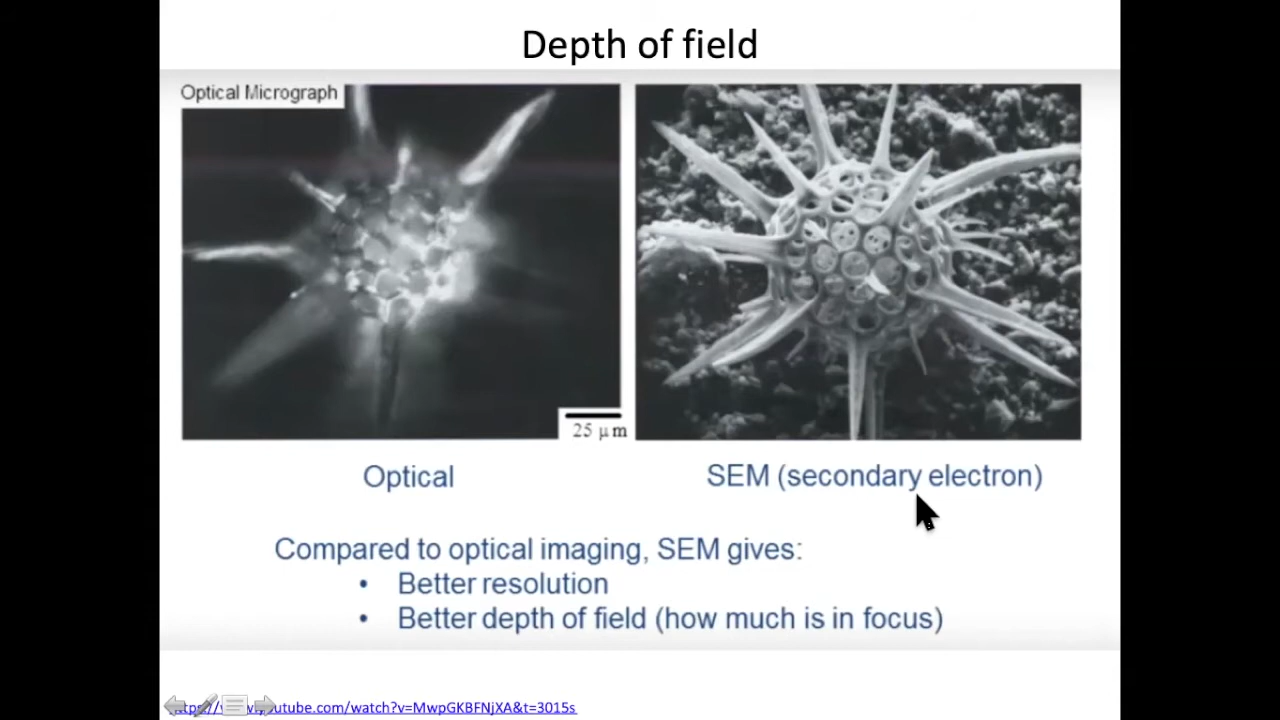 Depth of field
Optical Micrograph
25 μm
Optical
SEM (secondary electron)
Compared to optical imaging, SEM gives:
• Better resolution
• Better depth of field (how much is in focus)
utube.com/watch?v=MwpGKBFNjXA&t=3015s